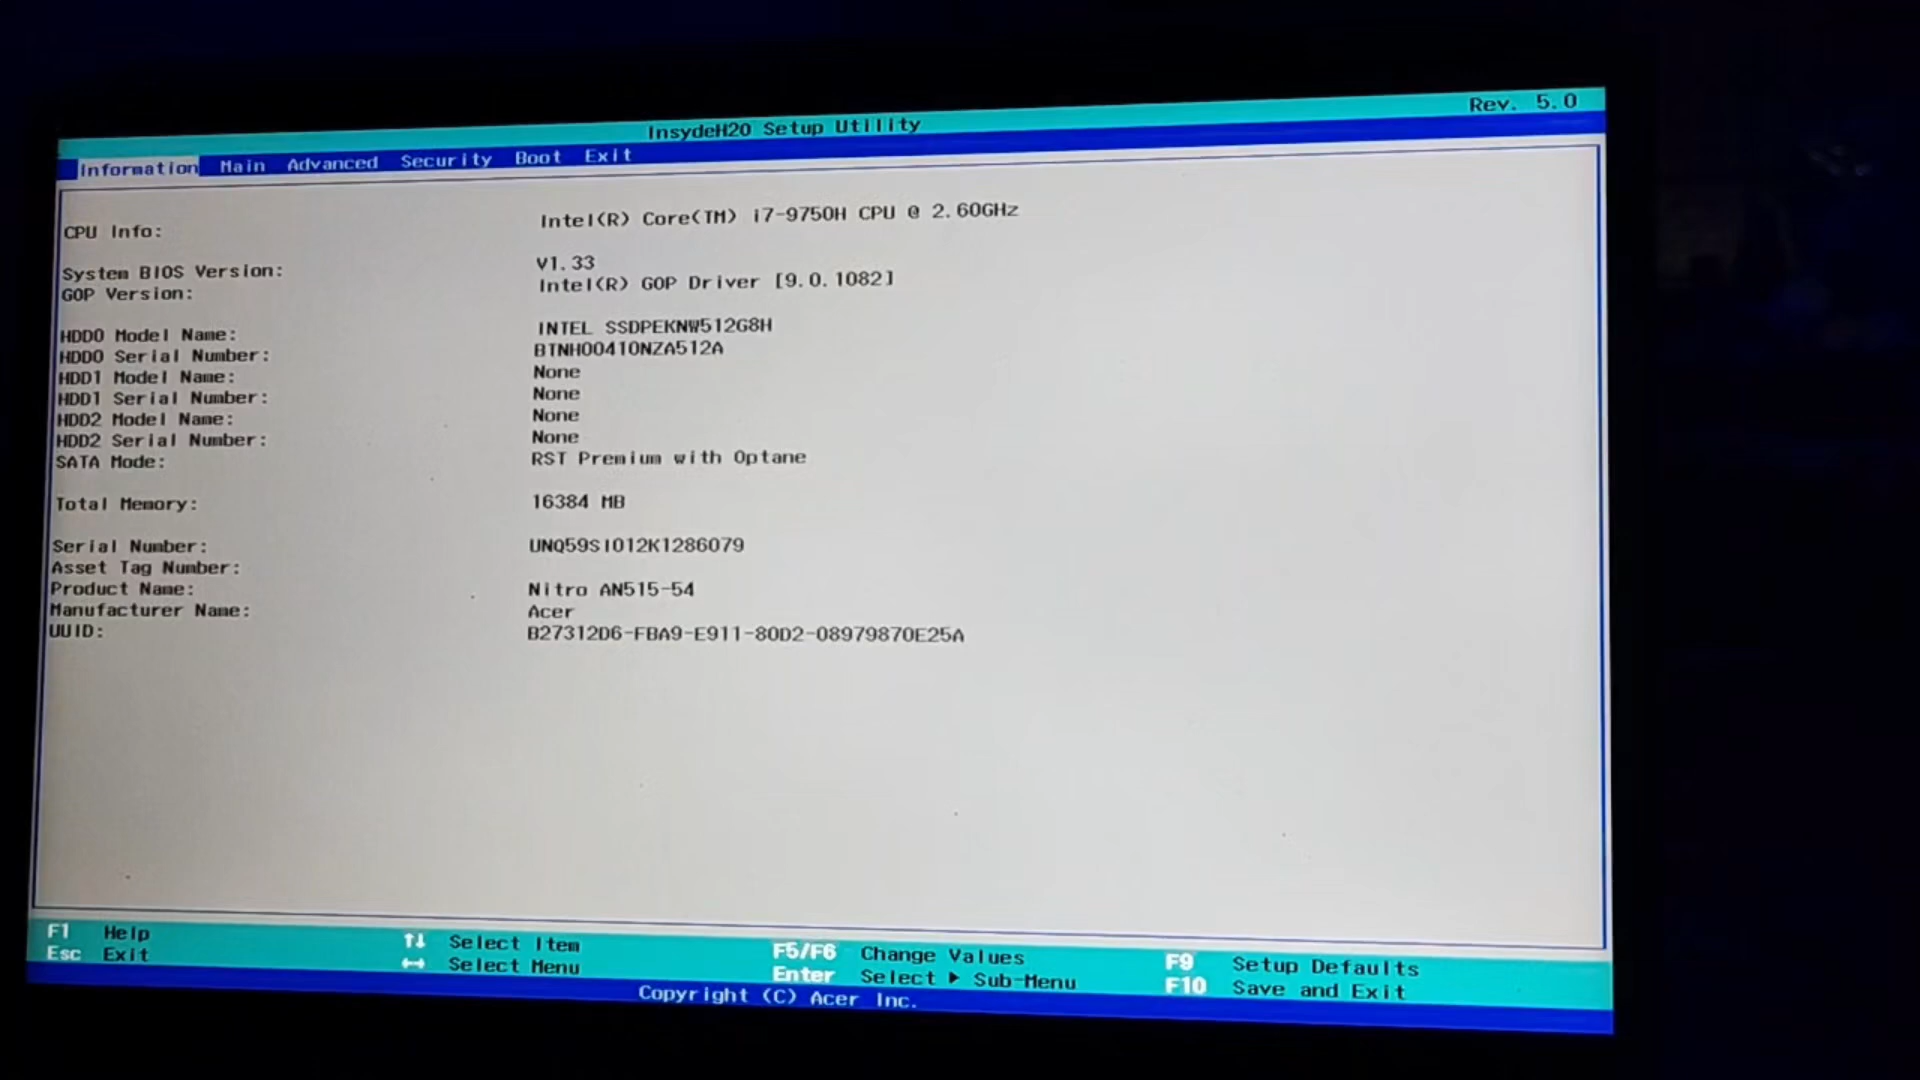 InsydeH20 Setup Utility
Rev. 5.0
Information Main Advanced Security Boot Exit
CPU Info: Intel(R) Core(TM) i7-9750H CPU @ 2.60GHz
System BIOS Version: V1.33
GOP Version: Intel(R) GOP Driver [9.0.1082]
HDD0 Model Name: INTEL SSDPEKNW512G8H
HDD0 Serial Number: BTNH00410NZA512A
HDD1 Model Name: None
HDD1 Serial Number: None
HDD2 Model Name: None
HDD2 Serial Number: None
SATA Mode: RST Premium with Optane
Total Memory: 16384 MB
Serial Number: UNQ59SI012K1286079
Asset Tag Number:
Product Name: Nitro AN515-54
Manufacturer Name: Acer
UUID: B27312D6-FBA9-E911-80D2-08979870E25A
F1 Help ↑↓ Select Item F5/F6 Change Values F9 Setup Defaults
Esc Exit ↔ Select Menu Enter Select ▶ Sub-Menu F10 Save and Exit
Copyright (C) Acer Inc.